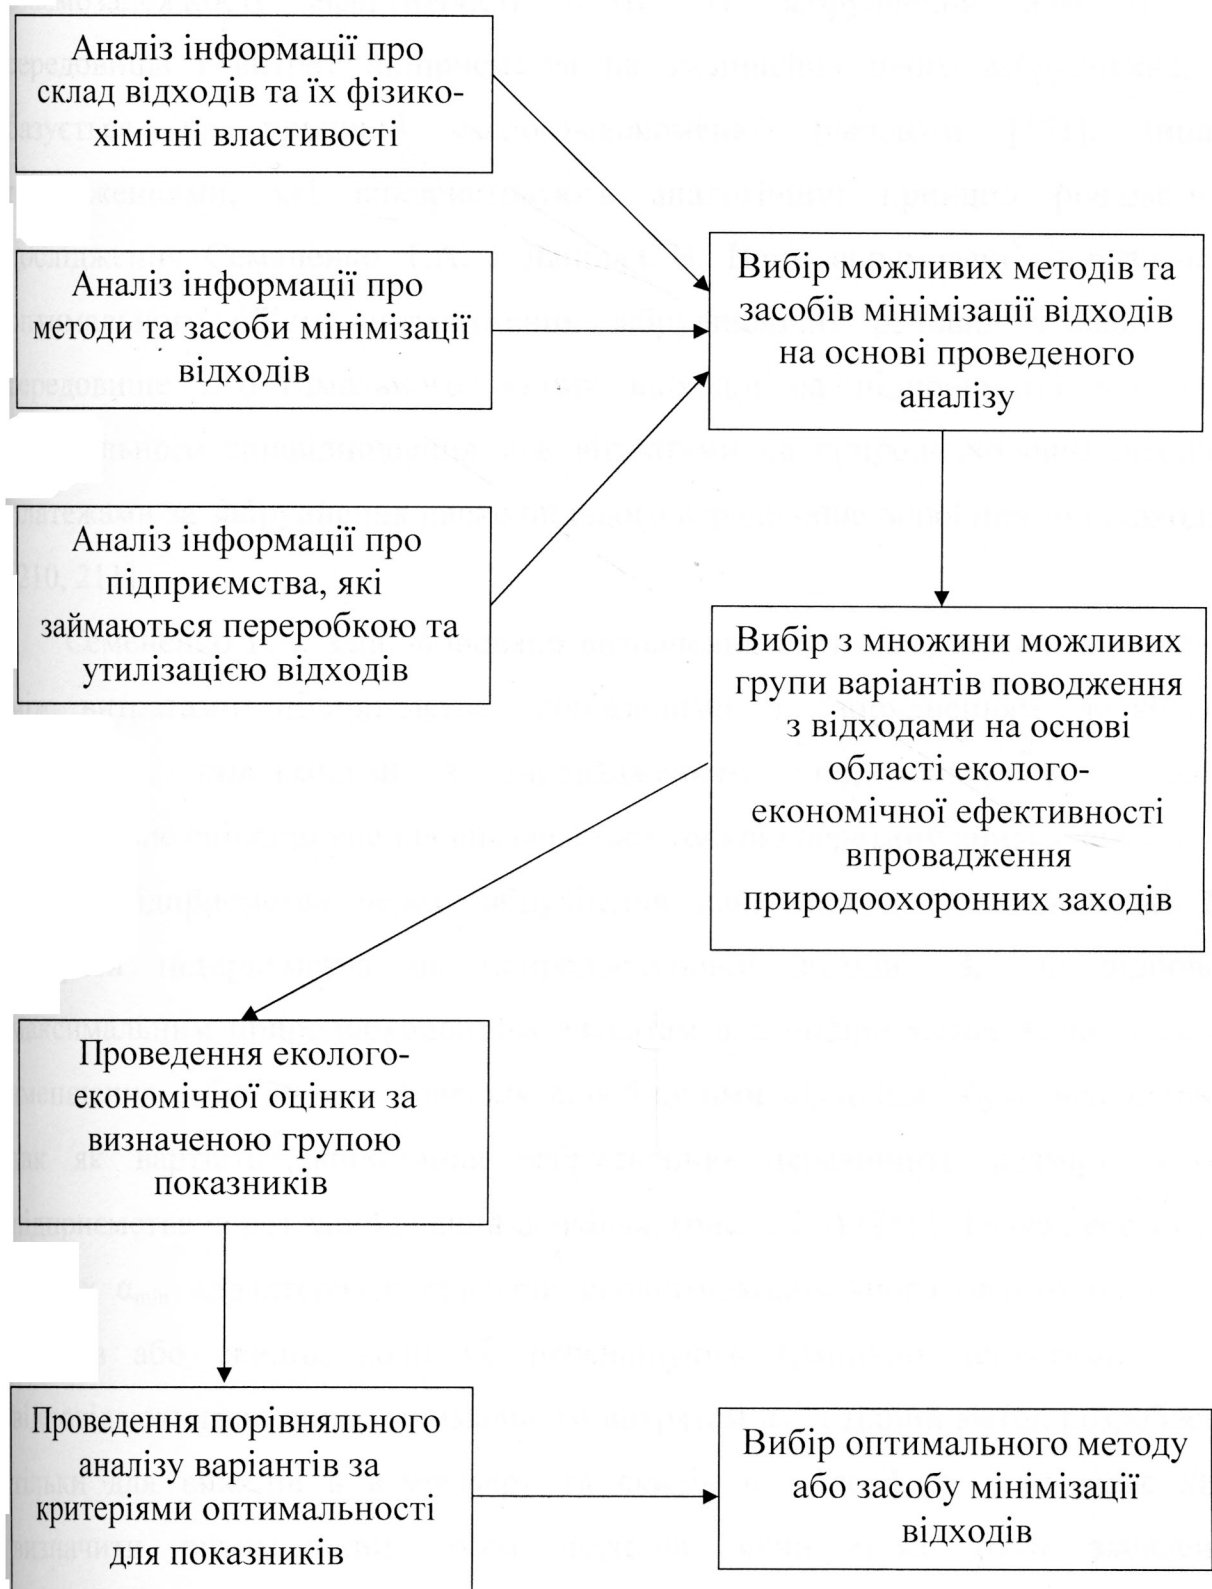 Аналіз інформації про
склад відходів та їх фізико-
хімічні властивості
Аналіз інформації про
методи та засоби мінімізації
відходів
Вибір можливих методів та
засобів мінімізації відходів
на основі проведеного
аналізу
Аналіз інформації про
підприємства, які
займаються переробкою та
утилізацією відходів
Вибір з множини можливих
групи варіантів поводження
з відходами на основі
області еколого-
економічної ефективності
впровадження
природоохоронних заходів
Проведення еколого-
економічної оцінки за
визначеною групою
показників
Проведення порівняльного
аналізу варіантів за
критеріями оптимальності
для показників
Вибір оптимального методу
або засобу мінімізації
відходів